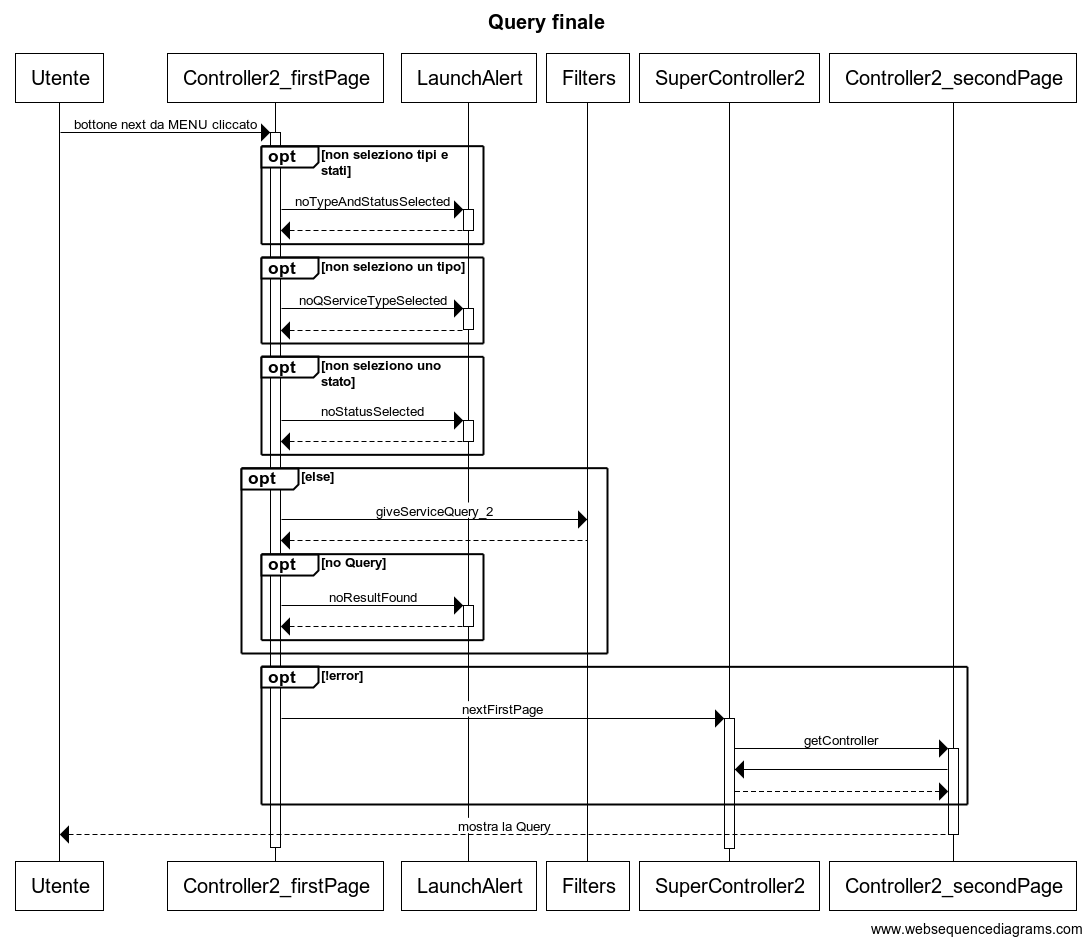 Query finale
Utente
Controller2_firstPage
LaunchAlert
Filters
SuperController2
Controller2_secondPage
bottone next da MENU cliccato
opt
[non seleziono tipi e
stati]
noTypeAndStatusSelected
opt
[non seleziono un tipo]
noQServiceTypeSelected
opt
[non seleziono uno
stato]
noStatusSelected
opt
[else]
giveServiceQuery_2
opt
[no Query]
noResultFound
opt
[!error]
nextFirstPage
getController
mostra la Query
Utente
Controller2_firstPage
LaunchAlert
Filters
SuperController2
Controller2_secondPage
www.websequencediagrams.com